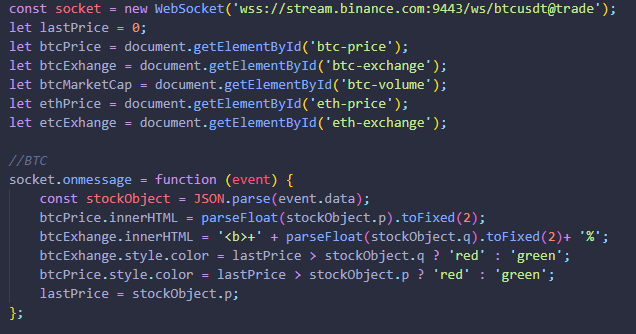 const socket = new WebSocket('wss://stream.binance.com:9443/ws/btcusdt@trade');
let lastPrice = 0;
let btcPrice = document.getElementById('btc-price');
let btcExhange = document.getElementById('btc-exchange');
let btcMarketCap = document.getElementById('btc-volume');
let ethPrice = document.getElementById('eth-price');
let etcExhange = document.getElementById('eth-exchange');

//BTC
socket.onmessage = function (event) {
    const stockObject = JSON.parse(event.data);
    btcPrice.innerHTML = parseFloat(stockObject.p).toFixed(2);
    btcExhange.innerHTML = '<b>+' + parseFloat(stockObject.q).toFixed(2)+ '%';
    btcExhange.style.color = lastPrice > stockObject.q ? 'red' : 'green';
    btcPrice.style.color = lastPrice > stockObject.p ? 'red' : 'green';
    lastPrice = stockObject.p;
};